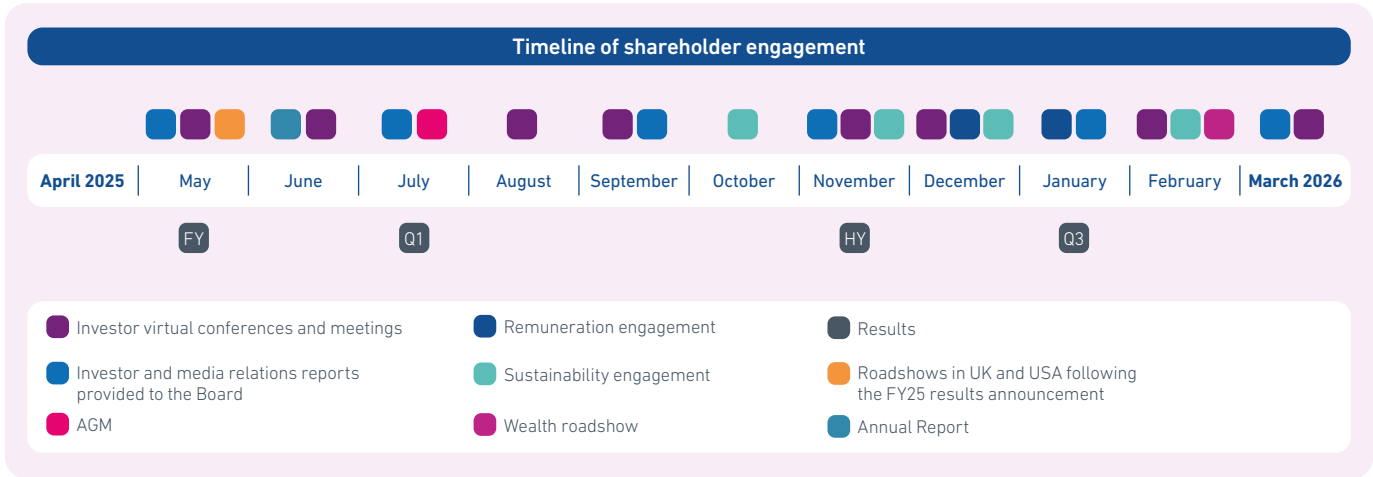 Timeline of shareholder engagement
April 2025
May
June
July
August
September
October
November
December
January
February
March 2026
FY
Q1
HY
Q3
Investor virtual conferences and meetings
Investor and media relations reports
provided to the Board
AGM
Remuneration engagement
Sustainability engagement
Wealth roadshow
Results
Roadshows in UK and USA following
the FY25 results announcement
Annual Report